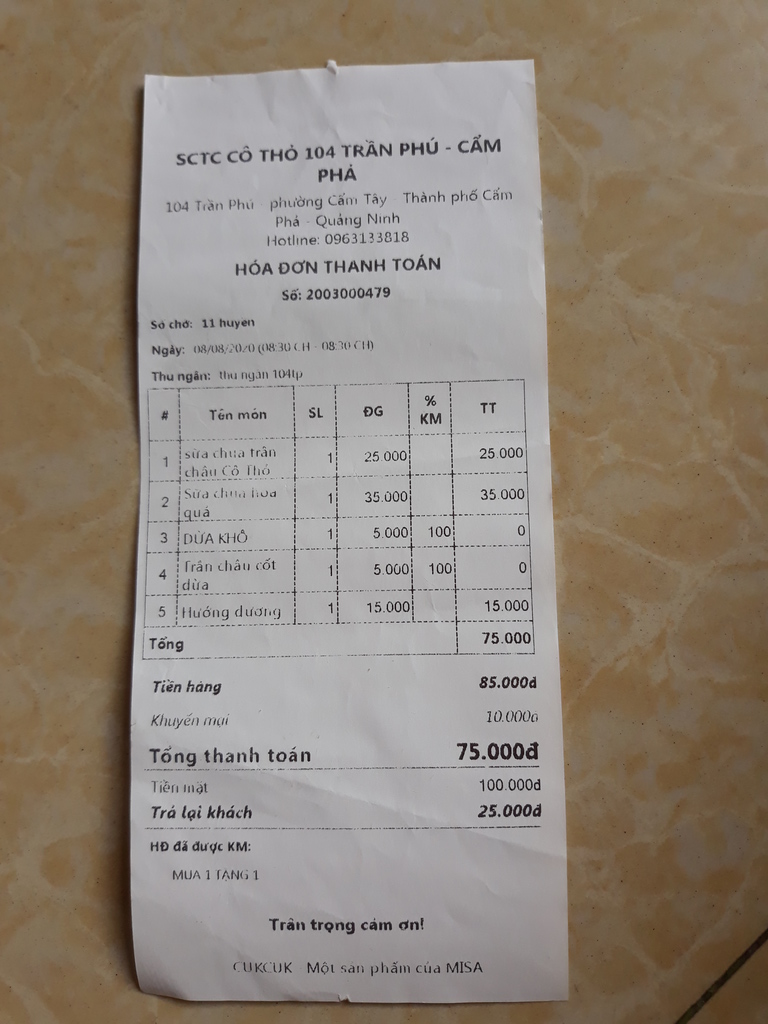 SCTC CÔ THỎ 104 TRẦN PHÚ - CẨM
PHẢ
104 Trần Phú - phường Cẩm Tây - Thành phố Cẩm
Phả - Quảng Ninh
Hotline: 0963133818
HÓA ĐƠN THANH TOÁN
Số: 2003000479
Số chờ: 11 huyen
Ngày: 08/08/2020 (08:30 CH - 08:30 CH)
Thu ngân: thu ngân 104tp
# Tên món SL ĐG % KM TT
1 sữa chua trân châu Cô Thỏ 1 25.000 25.000
2 Sữa chua hoa quả 1 35.000 35.000
3 DỪA KHÔ 1 5.000 100 0
4 Trân châu cốt dừa 1 5.000 100 0
5 Hướng dương 1 15.000 15.000
Tổng 75.000
Tiền hàng 85.000đ
Khuyến mại 10.000đ
Tổng thanh toán 75.000đ
Tiền mặt 100.000đ
Trả lại khách 25.000đ
HĐ đã được KM:
MUA 1 TẶNG 1
Trân trọng cảm ơn!
CUKCUK - Một sản phẩm của MISA